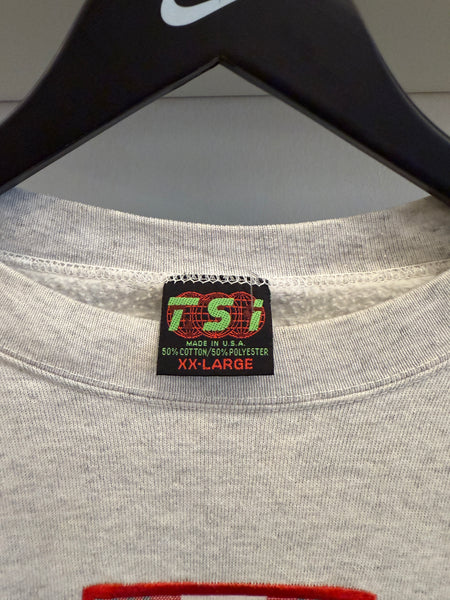 TSi
MADE IN U.S.A.
50% COTTON/50% POLYESTER
XX-LARGE